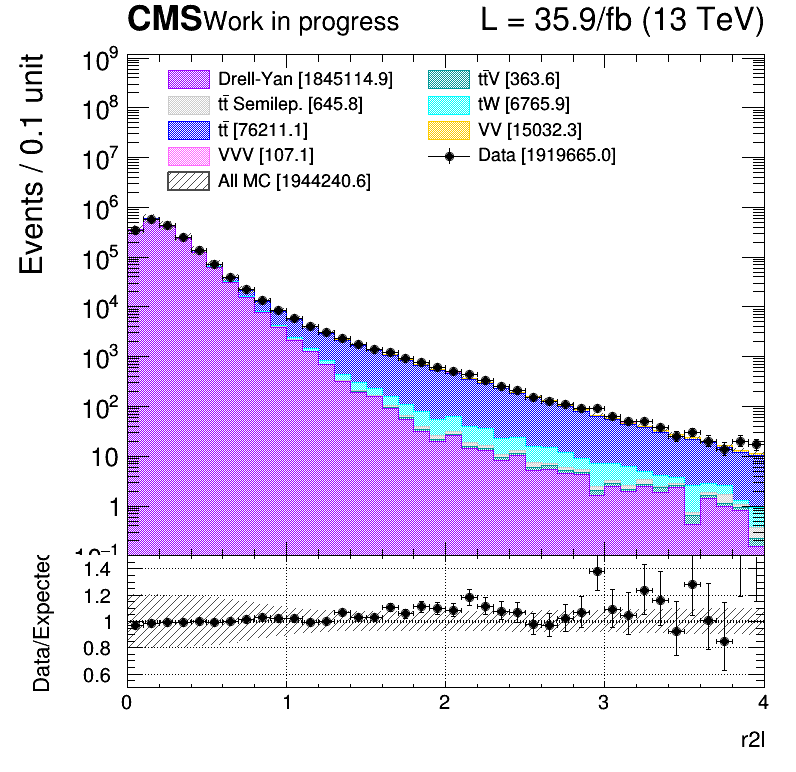 CMS Work in progress L = 35.9/fb (13 TeV)
Events / 0.1 unit
10⁹
10⁸
10⁷
10⁶
10⁵
10⁴
10³
10²
10
1
10⁻¹
Drell-Yan [1845114.9]
tt̄ Semilep. [645.8]
tt̄ [76211.1]
VVV [107.1]
All MC [1944240.6]
tt̄V [363.6]
tW [6765.9]
VV [15032.3]
Data [1919665.0]
Data/Expected
1.4
1.2
1
0.8
0.6
0 1 2 3 4
r2l